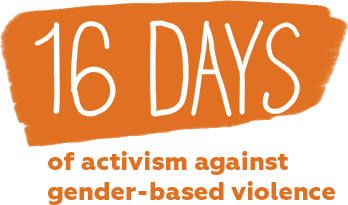 16 DAYS
of activism against
gender-based violence